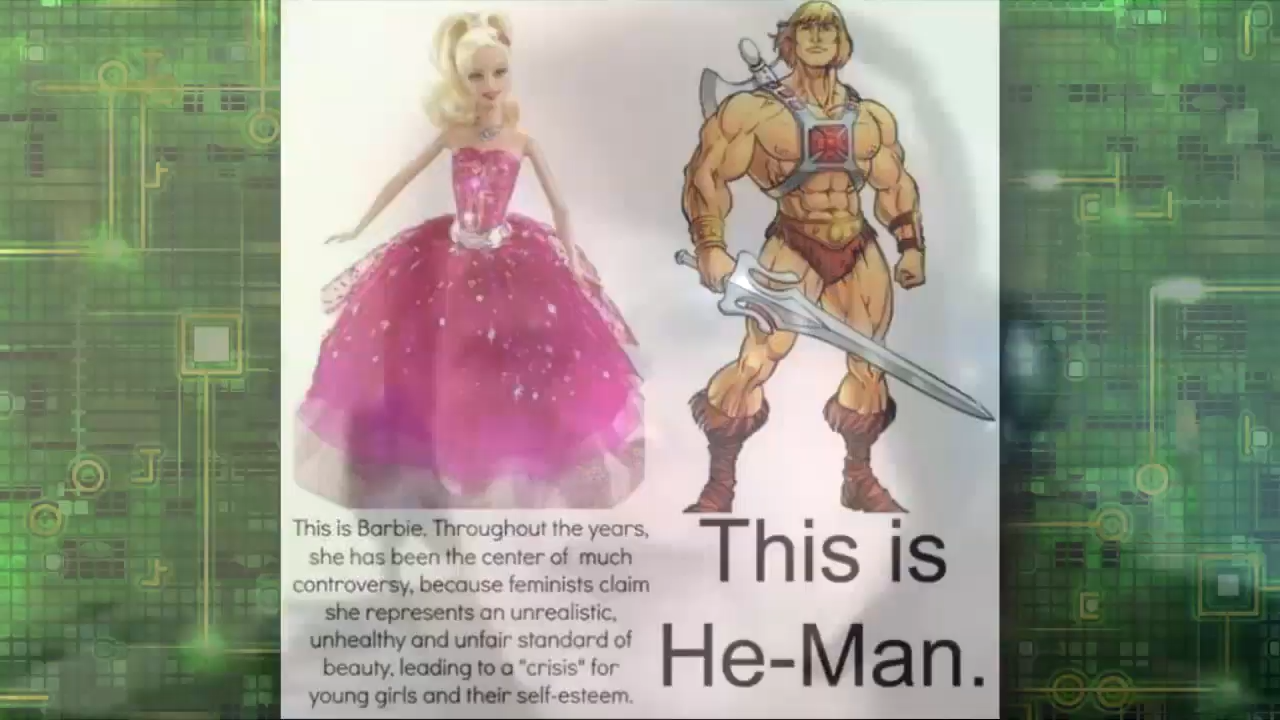 This is Barbie. Throughout the years,
she has been the center of much
controversy, because feminists claim
she represents an unrealistic,
unhealthy and unfair standard of
beauty, leading to a "crisis" for
young girls and their self-esteem.
This is
He-Man.